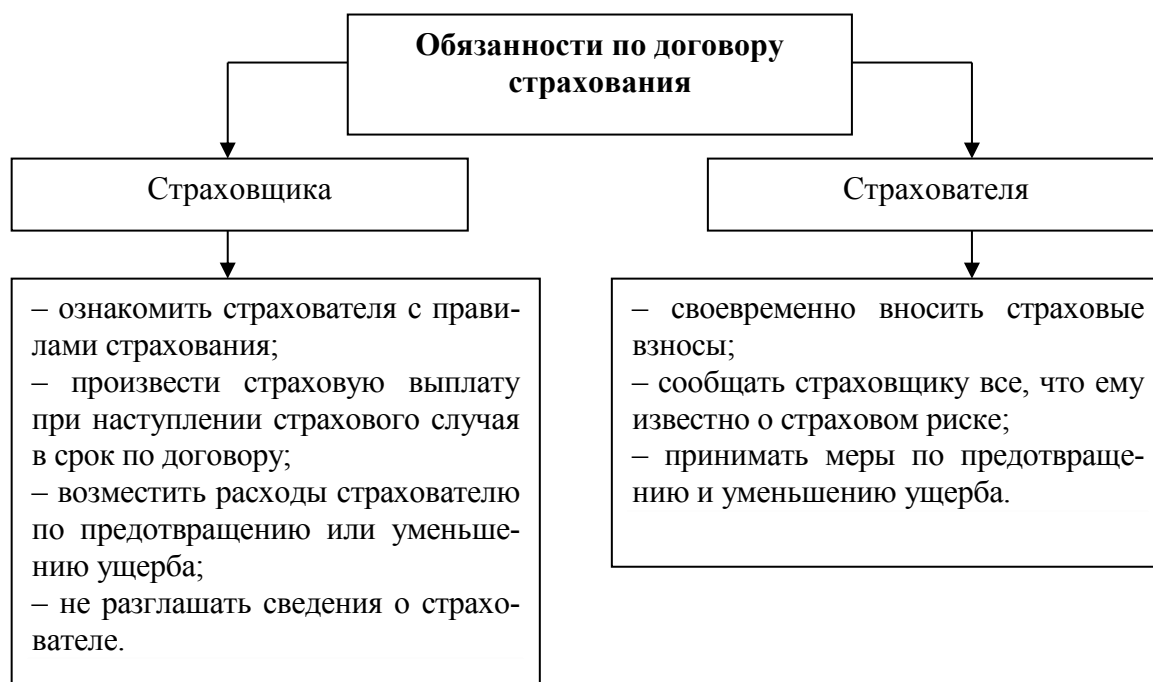 Обязанности по договору
страхования
Страховщика
Страхователя
– ознакомить страхователя с прави-
лами страхования;
– произвести страховую выплату
при наступлении страхового случая
в срок по договору;
– возместить расходы страхователю
по предотвращению или уменьше-
нию ущерба;
– не разглашать сведения о страхо-
вателе.
– своевременно вносить страховые
взносы;
– сообщать страховщику все, что ему
известно о страховом риске;
– принимать меры по предотвраще-
нию и уменьшению ущерба.